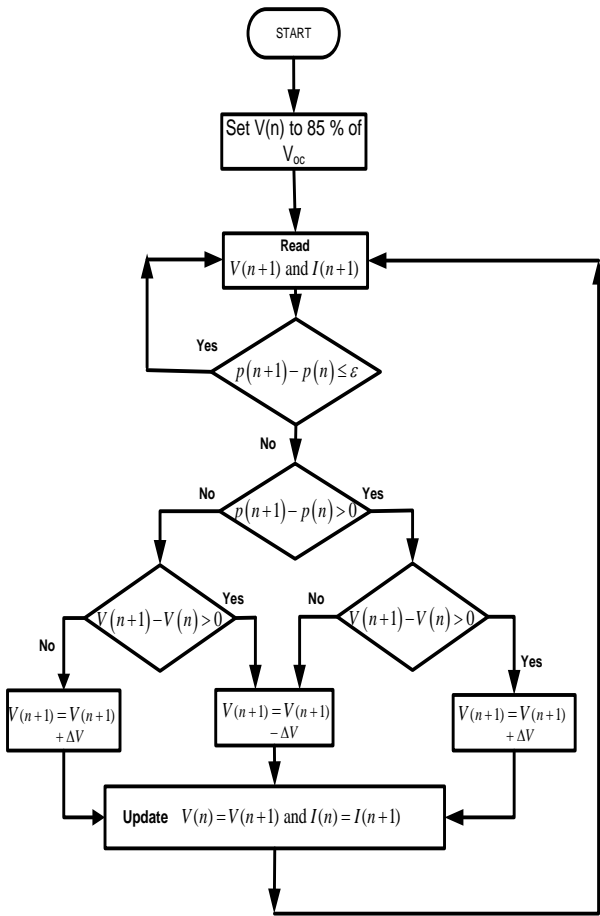 START
Set V(n) to 85 % of
Voc
Read
V(n+1) and I(n+1)
Yes
p(n+1)−p(n)≤ε
No
No
Yes
p(n+1)−p(n)>0
V(n+1)−V(n)>0
Yes
No
V(n+1)−V(n)>0
No
Yes
V(n+1)=V(n+1)
+ΔV
V(n+1)=V(n+1)
−ΔV
V(n+1)=V(n+1)
+ΔV
Update V(n)=V(n+1) and I(n)=I(n+1)